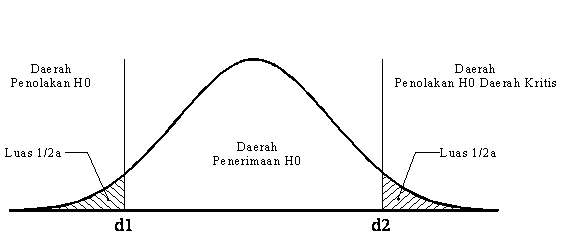 Daerah
Penolakan H0
Daerah
Penolakan H0 Daerah Kritis
Luas 1/2a
Daerah
Penerimaan H0
Luas 1/2a
d1
d2